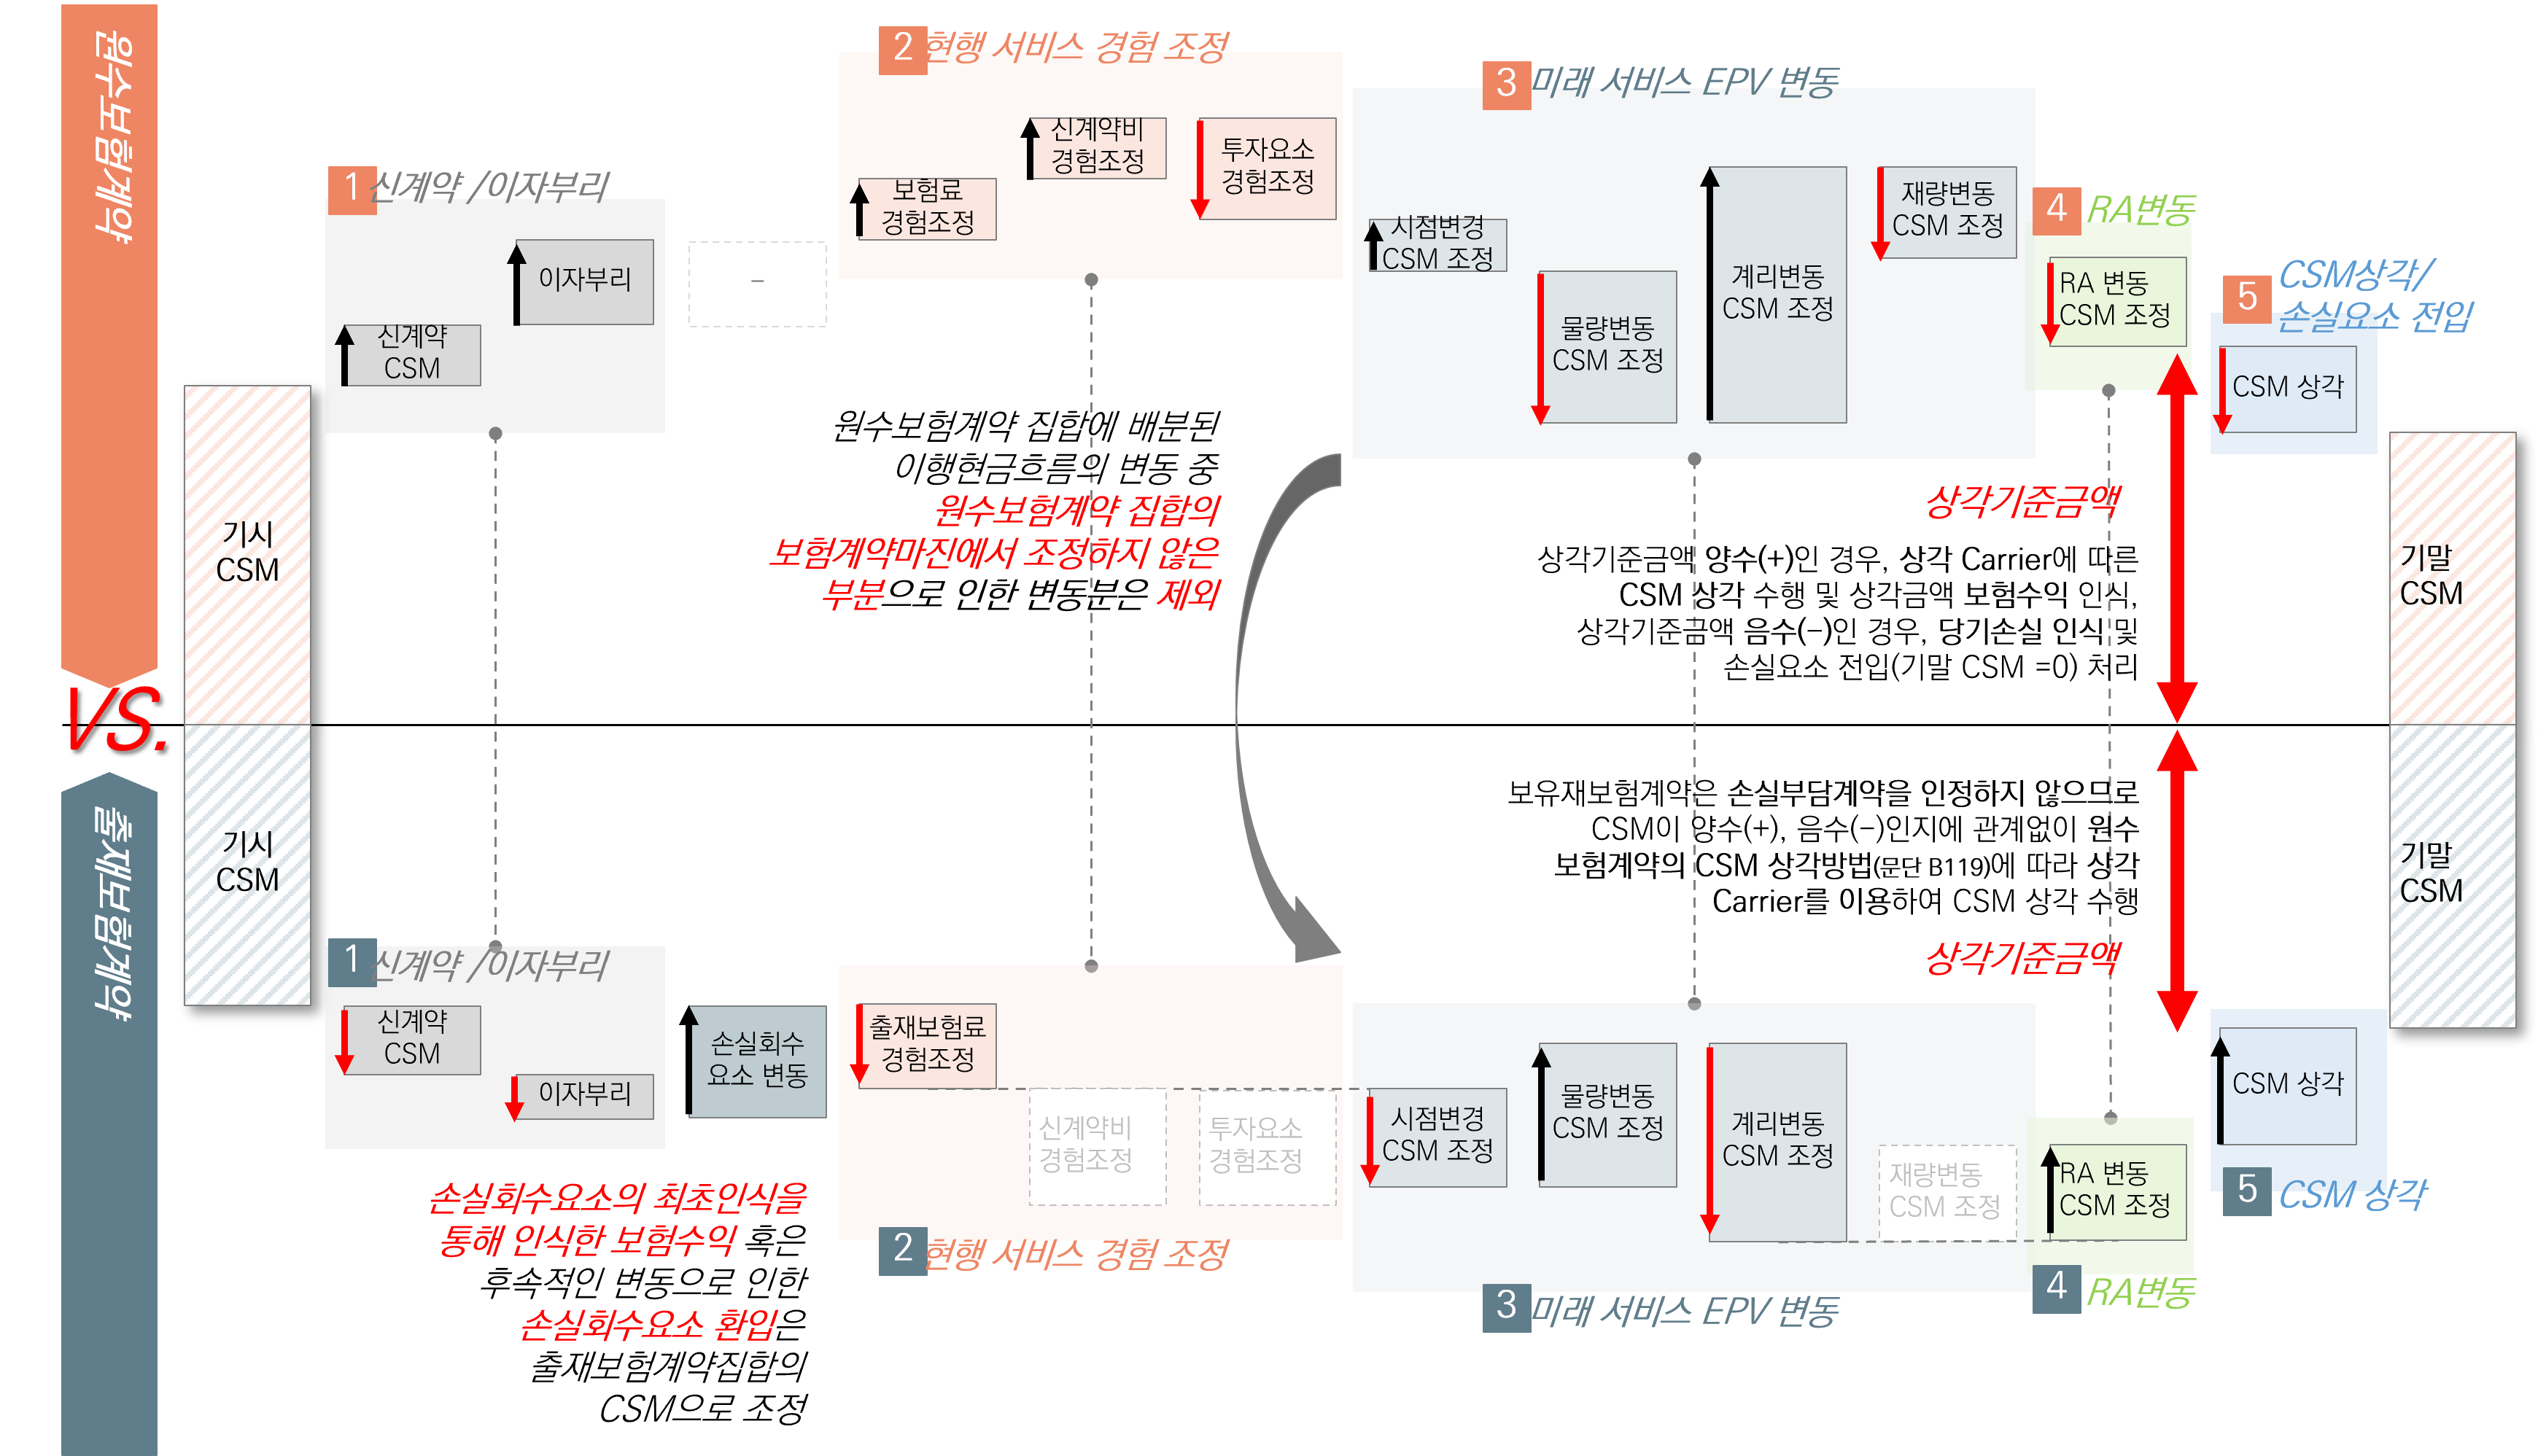 원수보험계약
1 신계약 /이자부리
신계약
CSM
이자부리
-
2 현행 서비스 경험 조정
보험료
경험조정
신계약비
경험조정
투자요소
경험조정
3 미래 서비스 EPV 변동
시점변경
CSM 조정
물량변동
CSM 조정
계리변동
CSM 조정
재량변동
CSM 조정
4 RA변동
RA 변동
CSM 조정
5 CSM상각/
손실요소 전입
CSM 상각
기시
CSM
원수보험계약 집합에 배분된
이행현금흐름의 변동 중
원수보험계약 집합의
보험계약마진에서 조정하지 않은
부분으로 인한 변동분은 제외
상각기준금액
상각기준금액 양수(+)인 경우, 상각 Carrier에 따른
CSM 상각 수행 및 상각금액 보험수익 인식,
상각기준금액 음수(-)인 경우, 당기손실 인식 및
손실요소 전입(기말 CSM =0) 처리
기말
CSM
VS.
출재보험계약
기시
CSM
보유재보험계약은 손실부담계약을 인정하지 않으므로
CSM이 양수(+), 음수(-)인지에 관계없이 원수
보험계약의 CSM 상각방법(문단 B119)에 따라 상각
Carrier를 이용하여 CSM 상각 수행
상각기준금액
기말
CSM
1 신계약 /이자부리
신계약
CSM
이자부리
손실회수
요소 변동
출재보험료
경험조정
신계약비
경험조정
투자요소
경험조정
2 현행 서비스 경험 조정
시점변경
CSM 조정
물량변동
CSM 조정
계리변동
CSM 조정
재량변동
CSM 조정
3 미래 서비스 EPV 변동
RA 변동
CSM 조정
4 RA변동
CSM 상각
5 CSM 상각
손실회수요소의 최초인식을
통해 인식한 보험수익 혹은
후속적인 변동으로 인한
손실회수요소 환입은
출재보험계약집합의
CSM으로 조정